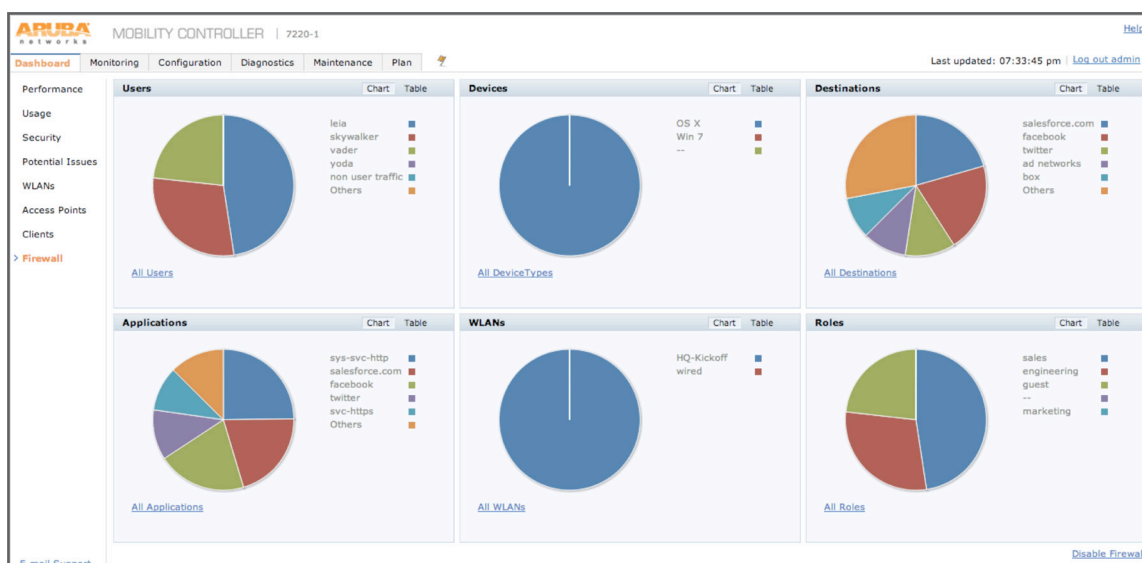 ARUBA
networks
MOBILITY CONTROLLER | 7220-1
Help
Dashboard Monitoring Configuration Diagnostics Maintenance Plan
Last updated: 07:33:45 pm | Log out admin
Performance
Usage
Security
Potential Issues
WLANs
Access Points
Clients
> Firewall
Users Chart Table
leia
skywalker
vader
yoda
non user traffic
Others
All Users
Devices Chart Table
OS X
Win 7
--
All DeviceTypes
Destinations Chart Table
salesforce.com
facebook
twitter
ad networks
box
Others
All Destinations
Applications Chart Table
sys-svc-http
salesforce.com
facebook
twitter
svc-https
Others
All Applications
WLANs Chart Table
HQ-Kickoff
wired
All WLANs
Roles Chart Table
sales
engineering
guest
--
marketing
All Roles
Disable Firewal
E-mail Support